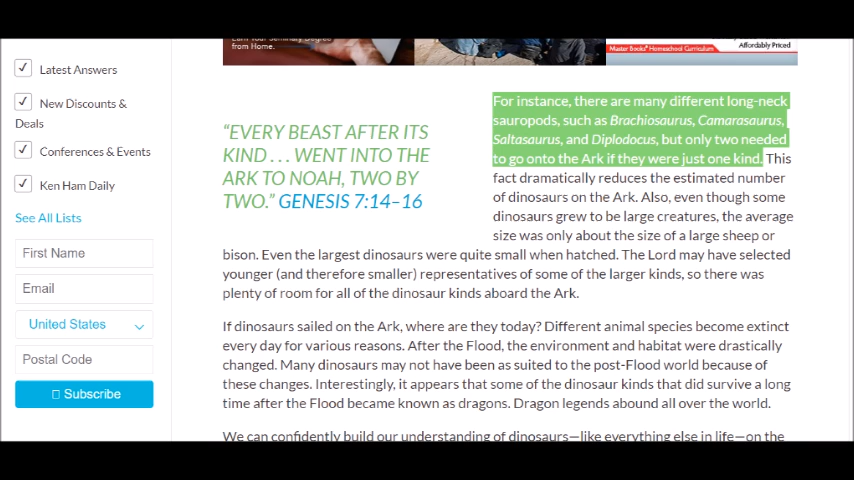 Earn Your Seminary Degree
from Home.
Master Books® Homeschool Curriculum
Affordably Priced
Latest Answers
New Discounts &
Deals
Conferences & Events
Ken Ham Daily
See All Lists
First Name
Email
United States
Postal Code
Subscribe
“EVERY BEAST AFTER ITS
KIND . . . WENT INTO THE
ARK TO NOAH, TWO BY
TWO.” GENESIS 7:14–16
For instance, there are many different long-neck
sauropods, such as Brachiosaurus, Camarasaurus,
Saltasaurus, and Diplodocus, but only two needed
to go onto the Ark if they were just one kind. This
fact dramatically reduces the estimated number
of dinosaurs on the Ark. Also, even though some
dinosaurs grew to be large creatures, the average
size was only about the size of a large sheep or
bison. Even the largest dinosaurs were quite small when hatched. The Lord may have selected
younger (and therefore smaller) representatives of some of the larger kinds, so there was
plenty of room for all of the dinosaur kinds aboard the Ark.
If dinosaurs sailed on the Ark, where are they today? Different animal species become extinct
every day for various reasons. After the Flood, the environment and habitat were drastically
changed. Many dinosaurs may not have been as suited to the post-Flood world because of
these changes. Interestingly, it appears that some of the dinosaur kinds that did survive a long
time after the Flood became known as dragons. Dragon legends abound all over the world.
We can confidently build our understanding of dinosaurs—like everything else in life—on the